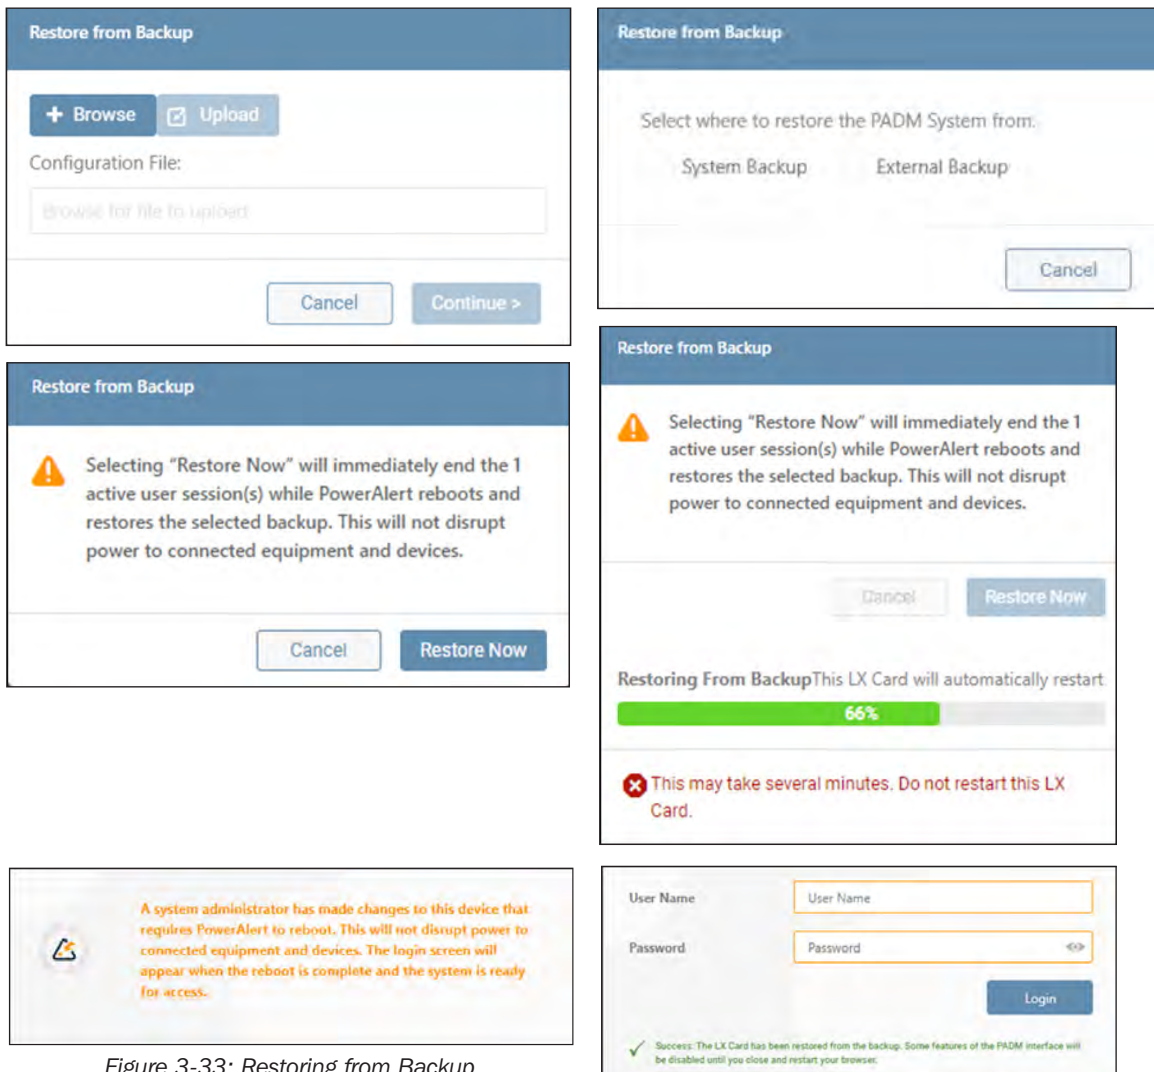 Restore from Backup
+ Browse
Upload
Configuration File:
Browse for file to upload
Cancel
Continue >
Restore from Backup
Select where to restore the PADM System from.
System Backup
External Backup
Cancel
Restore from Backup
Selecting "Restore Now" will immediately end the 1
active user session(s) while PowerAlert reboots and
restores the selected backup. This will not disrupt
power to connected equipment and devices.
Cancel
Restore Now
Restore from Backup
Selecting "Restore Now" will immediately end the 1
active user session(s) while PowerAlert reboots and
restores the selected backup. This will not disrupt
power to connected equipment and devices.
Cancel
Restore Now
Restoring From BackupThis LX Card will automatically restart
66%
This may take several minutes. Do not restart this LX
Card.
A system administrator has made changes to this device that
requires PowerAlert to reboot. This will not disrupt power to
connected equipment and devices. The login screen will
appear when the reboot is complete and the system is ready
for access.
User Name
User Name
Password
Password
Login
Success: The LX Card has been restored from the backup. Some features of the PADM interface will
be disabled until you close and restart your browser.
Figure 3-33: Restoring from Backup